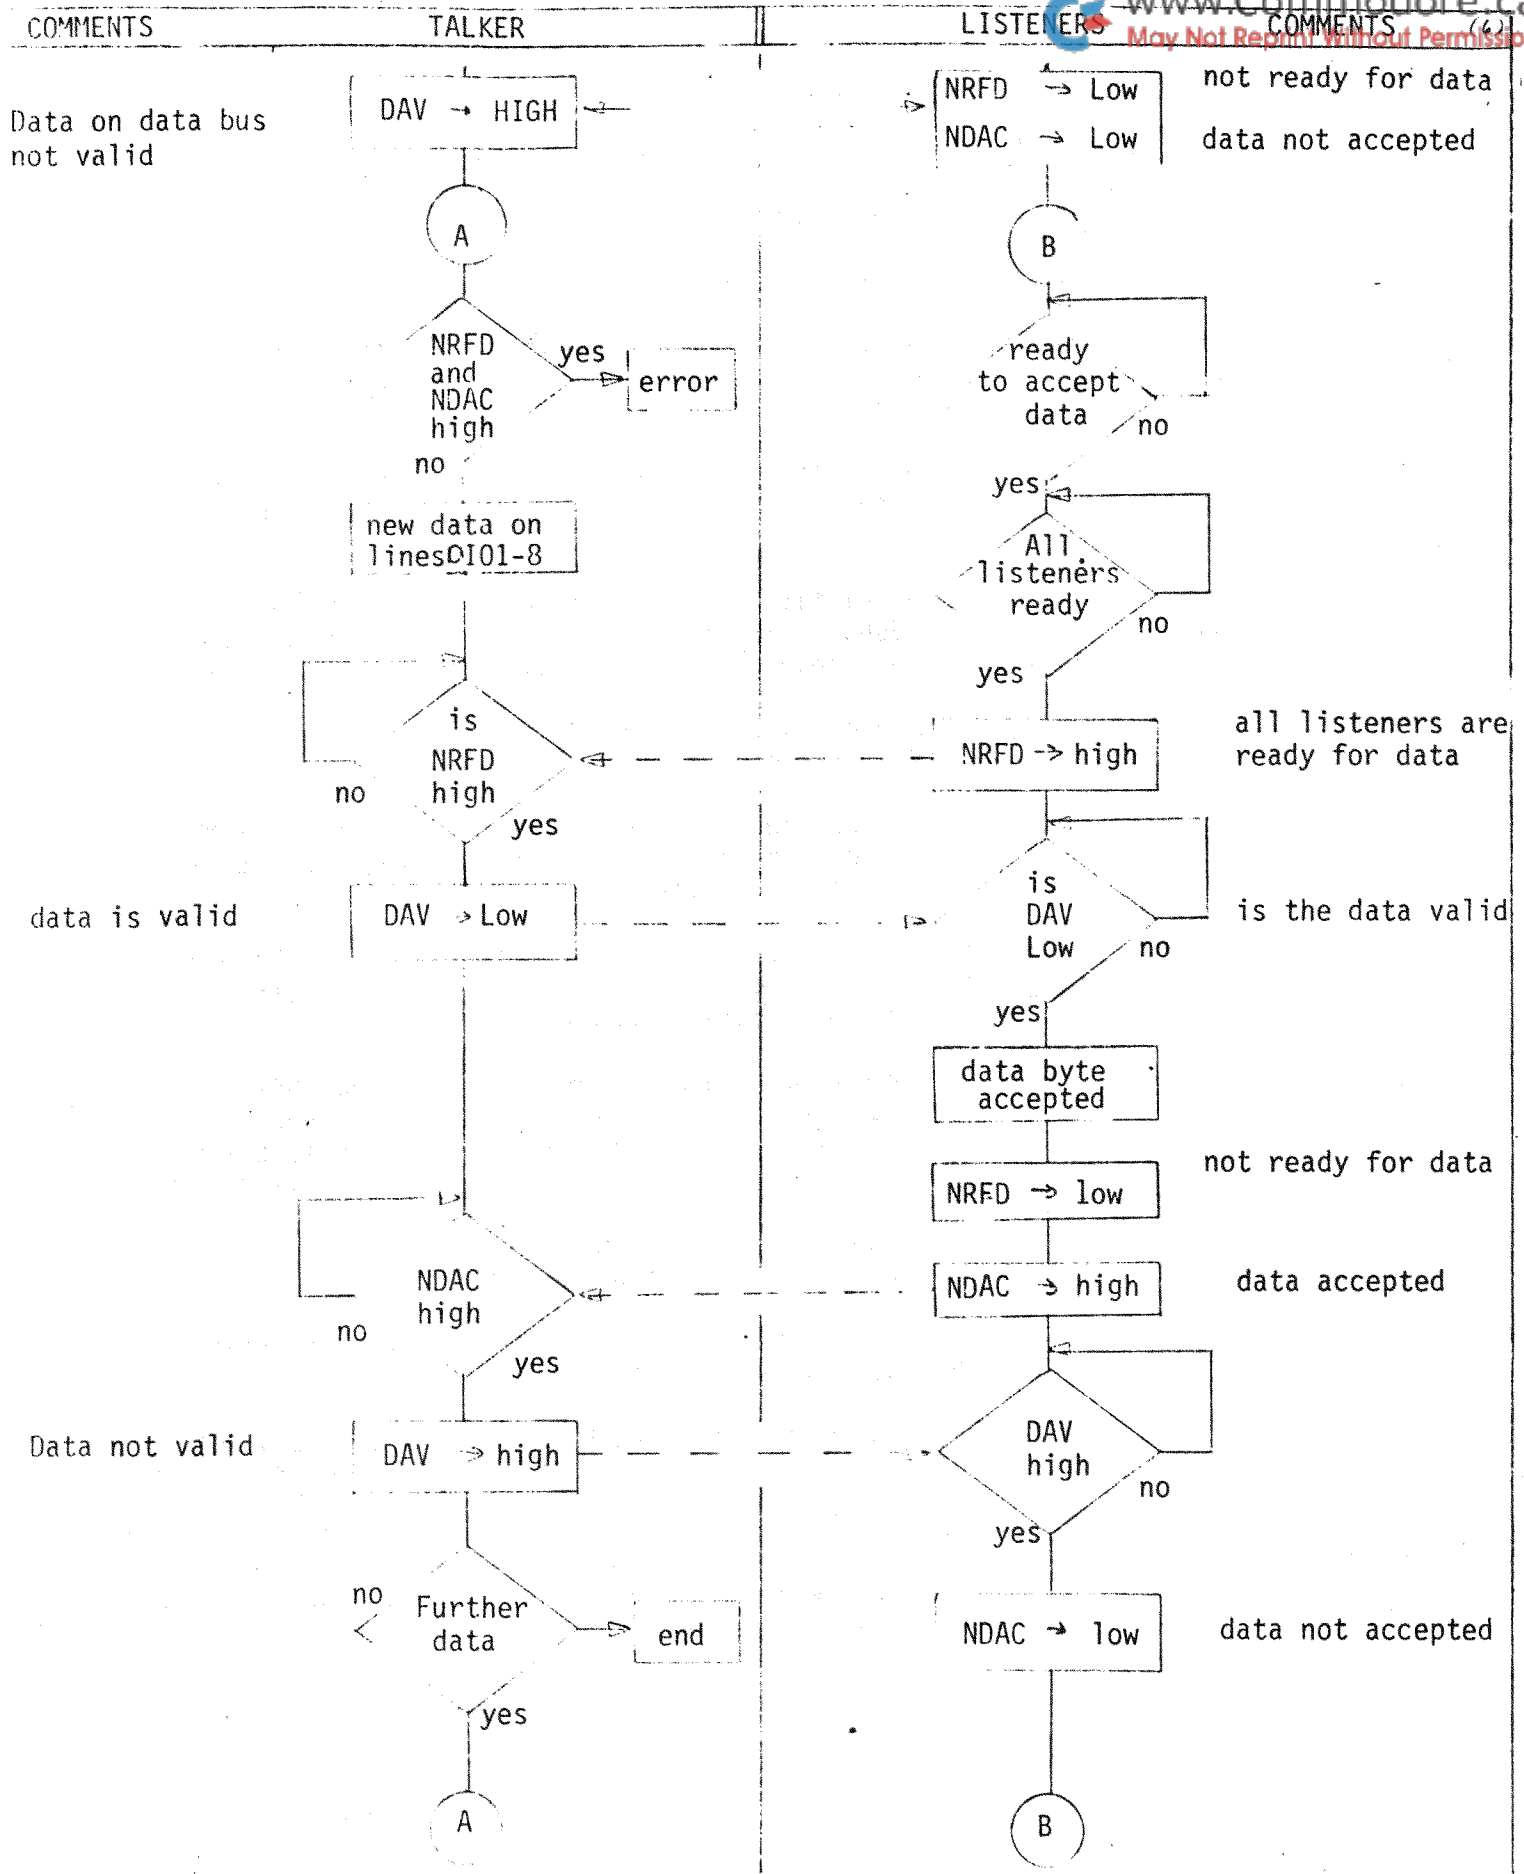 www.commodore.ca
May Not Reprint Without Permission
COMMENTS TALKER LISTENERS COMMENTS (6)
Data on data bus
not valid
DAV → HIGH
A
NRFD
and
NDAC
high
yes
error
no
new data on
linesDIO1-8
is
NRFD
high
no
yes
data is valid
DAV → Low
NDAC
high
no
yes
Data not valid
DAV → high
no
Further
data
end
yes
A
NRFD → Low
not ready for data
NDAC → Low
data not accepted
B
ready
to accept
data
no
yes
All
listeners
ready
no
yes
NRFD → high
all listeners are
ready for data
is
DAV
Low
no
is the data valid
yes
data byte
accepted
not ready for data
NRFD → low
NDAC → high
data accepted
DAV
high
no
yes
NDAC → low
data not accepted
B